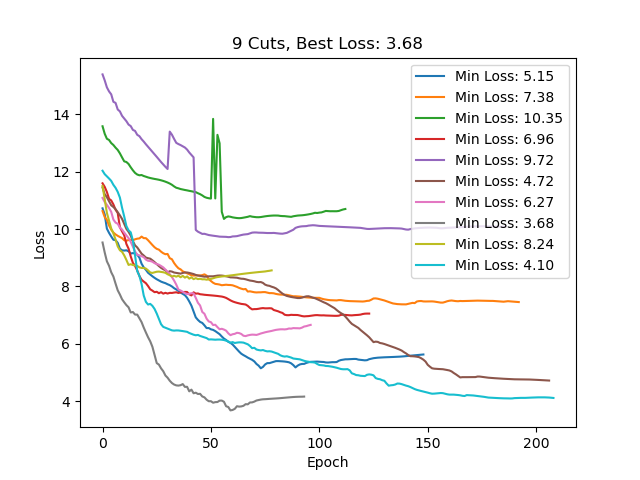 9 Cuts, Best Loss: 3.68
Min Loss: 5.15
Min Loss: 7.38
Min Loss: 10.35
Min Loss: 6.96
Min Loss: 9.72
Min Loss: 4.72
Min Loss: 6.27
Min Loss: 3.68
Min Loss: 8.24
Min Loss: 4.10
Loss
14
12
10
8
6
4
0
50
100
150
200
Epoch